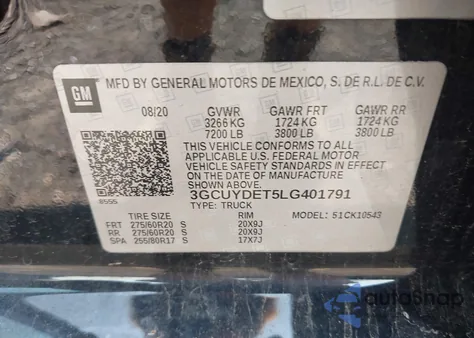 GM
MFD BY GENERAL MOTORS DE MEXICO, S. DE R.L. DE C.V.
08/20 GVWR GAWR FRT GAWR RR
3266 KG 1724 KG 1724 KG
7200 LB 3800 LB 3800 LB
THIS VEHICLE CONFORMS TO ALL
APPLICABLE U.S. FEDERAL MOTOR
VEHICLE SAFETY STANDARDS IN EFFECT
ON THE DATE OF MANUFACTURE
SHOWN ABOVE.
8555
3GCUYDET5LG401791
TYPE: TRUCK
TIRE SIZE RIM MODEL: 51CK10543
FRT 275/60R20 S 20X9J
RR 275/60R20 S 20X9J
SPA 255/80R17 S 17X7J
autoSnap